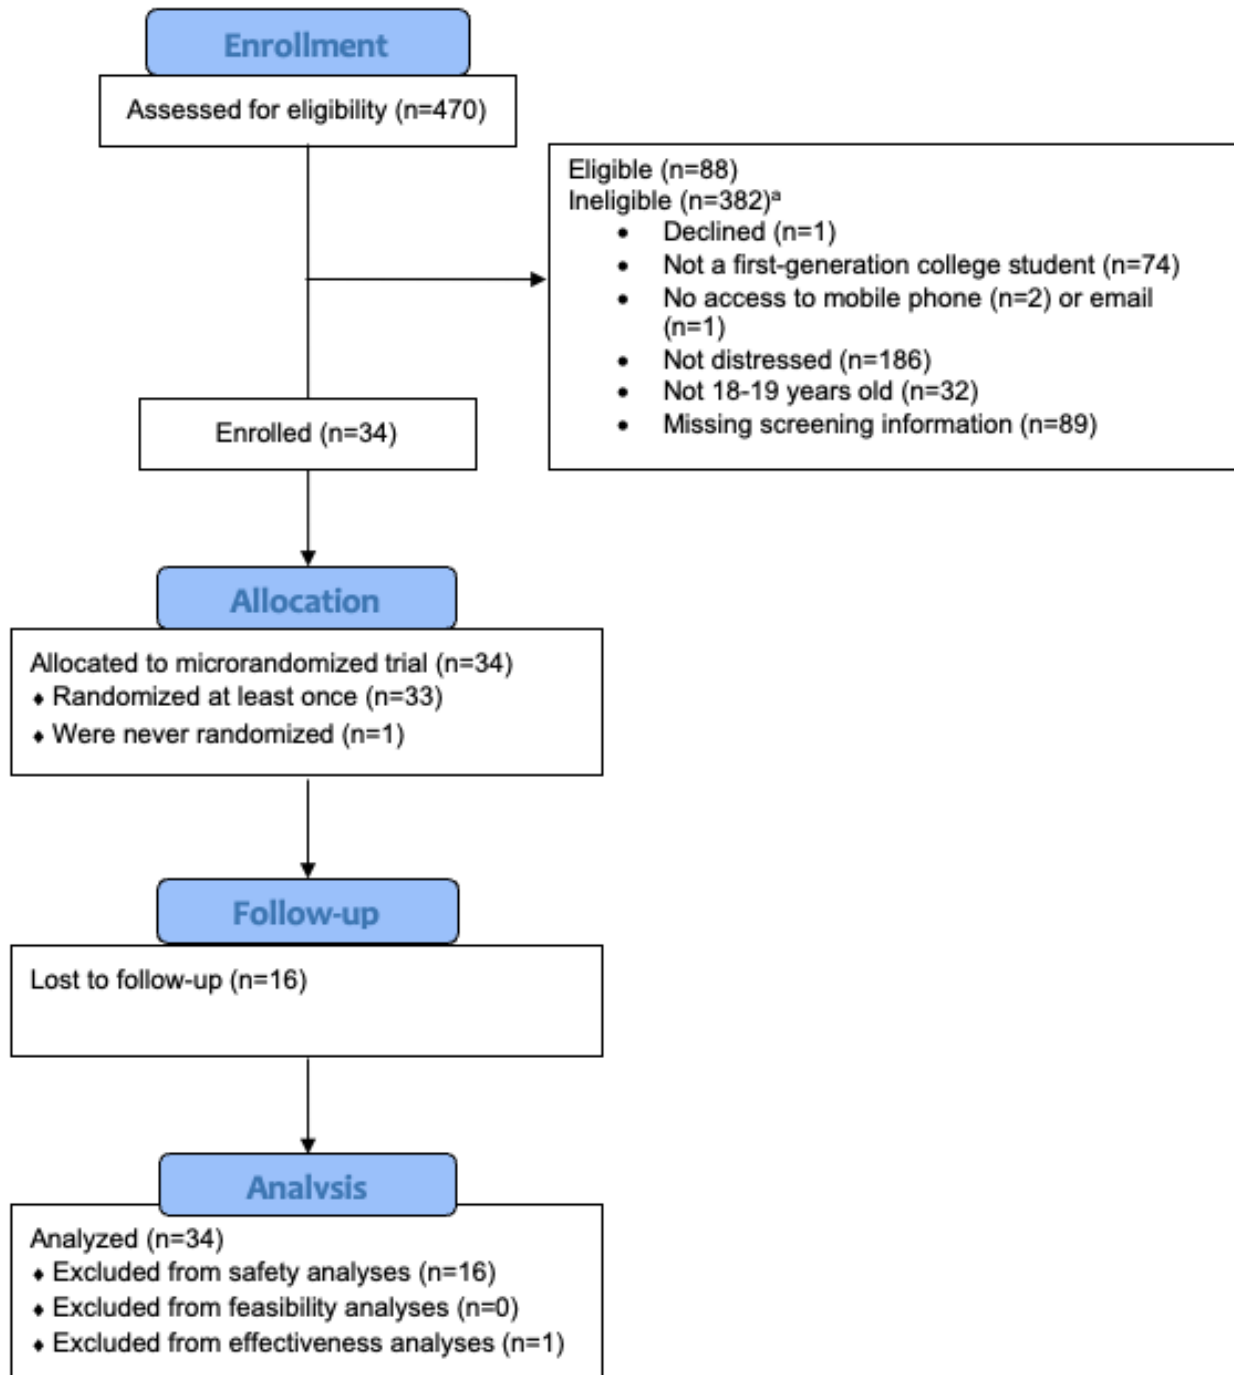 Enrollment
Assessed for eligibility (n=470)
Eligible (n=88)
Ineligible (n=382)ᵃ
• Declined (n=1)
• Not a first-generation college student (n=74)
• No access to mobile phone (n=2) or email
(n=1)
• Not distressed (n=186)
• Not 18-19 years old (n=32)
• Missing screening information (n=89)
Enrolled (n=34)
Allocation
Allocated to microrandomized trial (n=34)
♦ Randomized at least once (n=33)
♦ Were never randomized (n=1)
Follow-up
Lost to follow-up (n=16)
Analysis
Analyzed (n=34)
♦ Excluded from safety analyses (n=16)
♦ Excluded from feasibility analyses (n=0)
♦ Excluded from effectiveness analyses (n=1)